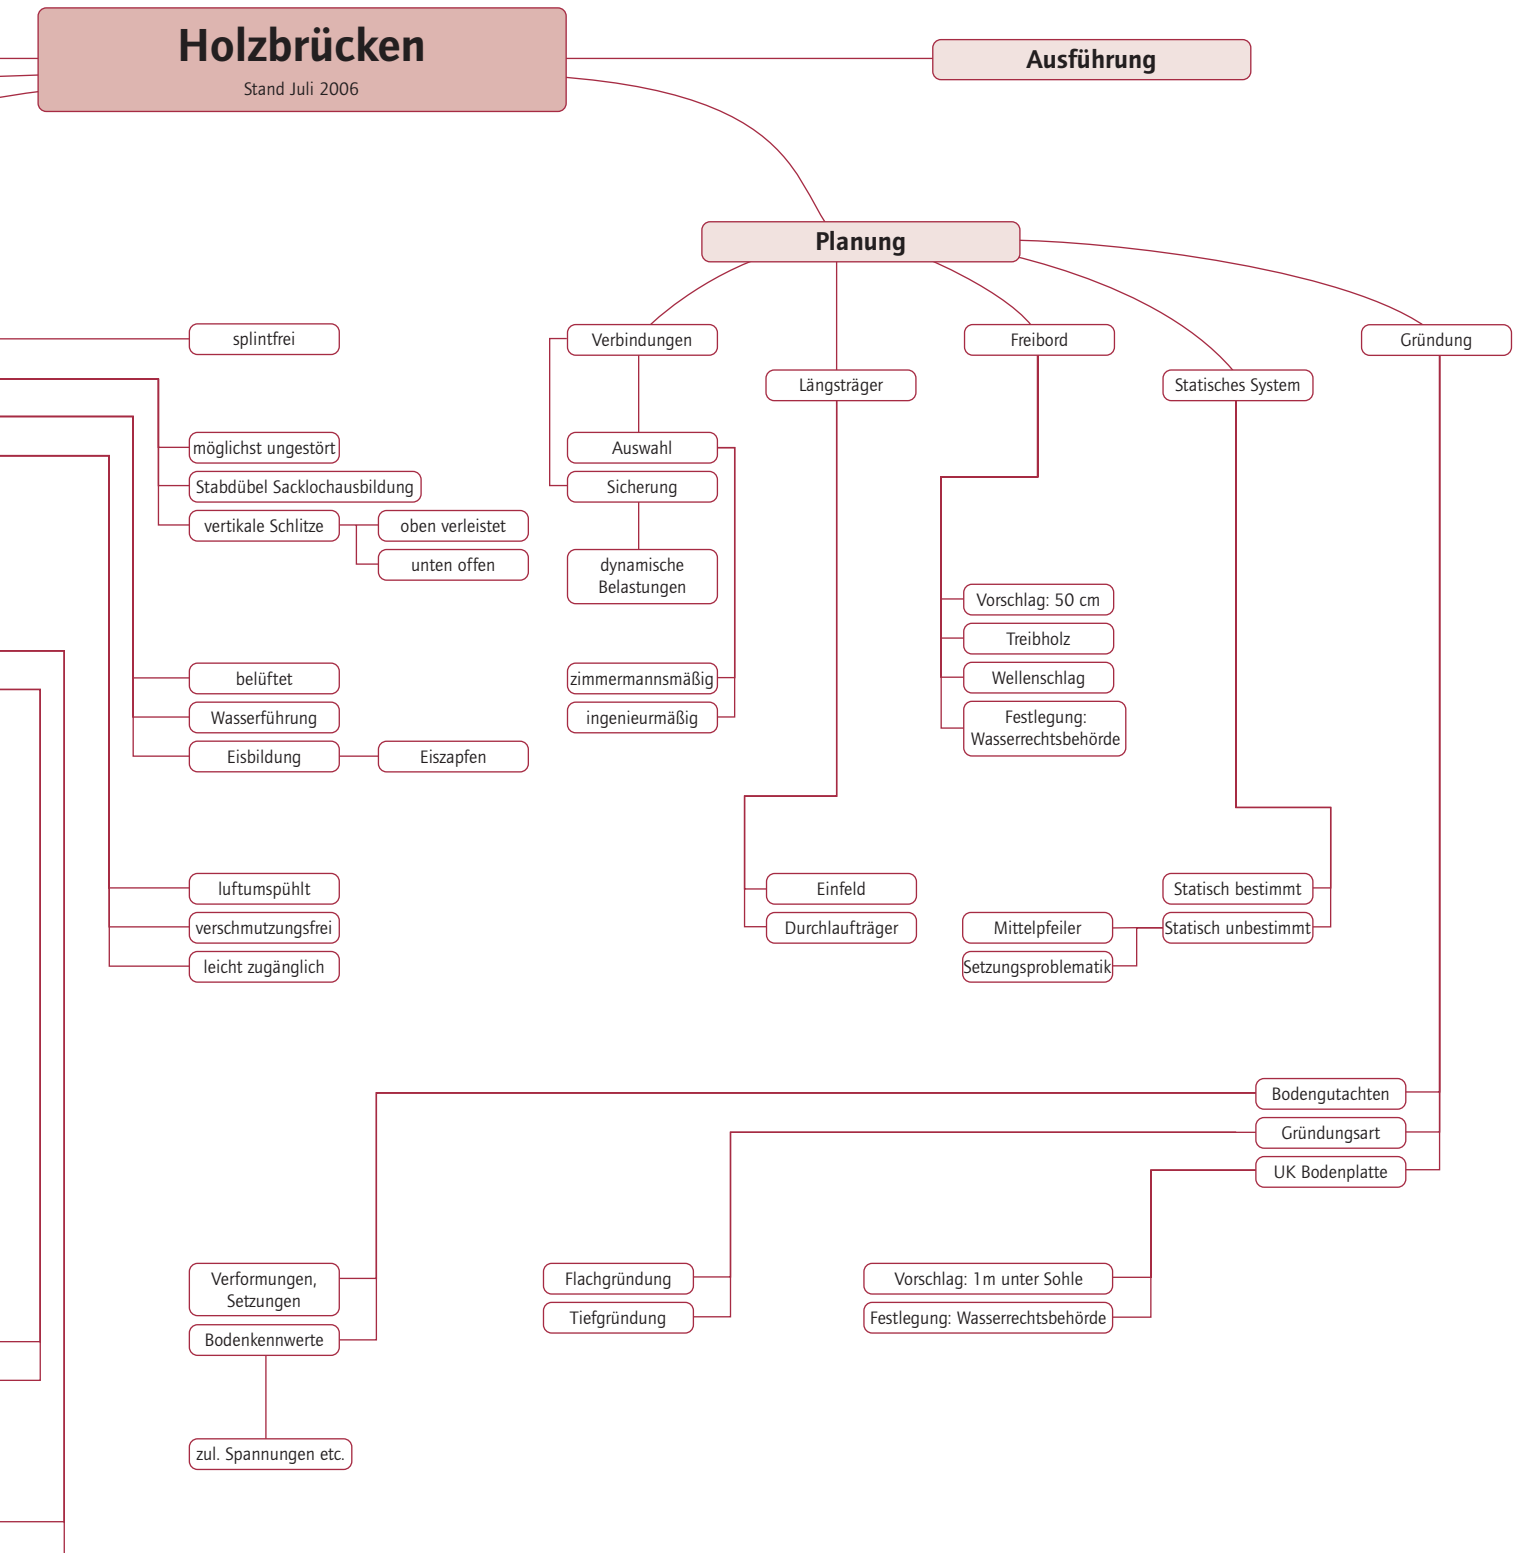 Holzbrücken
Stand Juli 2006
Ausführung
Planung
splintfrei
Verbindungen
Freibord
Gründung
Längsträger
Statisches System
möglichst ungestört
Auswahl
Stabdübel Sacklochausbildung
Sicherung
vertikale Schlitze
oben verleistet
unten offen
dynamische
Belastungen
Vorschlag: 50 cm
Treibholz
belüftet
zimmermannsmäßig
Wellenschlag
Wasserführung
ingenieurmäßig
Festlegung:
Wasserrechtsbehörde
Eisbildung
Eiszapfen
luftumspühlt
Einfeld
Statisch bestimmt
verschmutzungsfrei
Durchlaufträger
Mittelpfeiler
Statisch unbestimmt
leicht zugänglich
Setzungsproblematik
Bodengutachten
Gründungsart
UK Bodenplatte
Verformungen,
Setzungen
Flachgründung
Vorschlag: 1m unter Sohle
Tiefgründung
Festlegung: Wasserrechtsbehörde
Bodenkennwerte
zul. Spannungen etc.